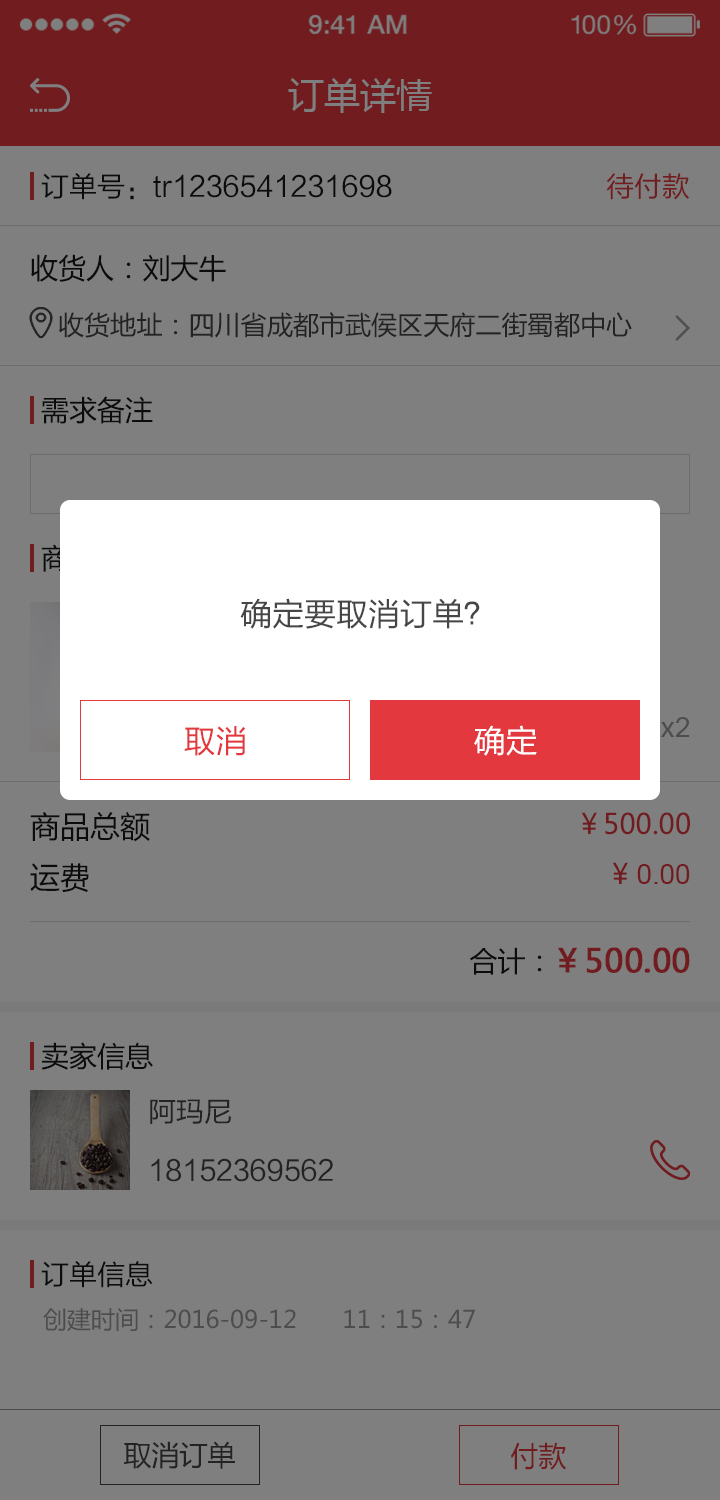 9:41 AM 100%
订单详情
订单号：tr1236541231698 待付款
收货人：刘大牛
收货地址：四川省成都市武侯区天府二街蜀都中心
需求备注
商
确定要取消订单?
取消 确定
x2
商品总额 ¥500.00
运费 ¥ 0.00
合计：¥500.00
卖家信息
阿玛尼
18152369562
订单信息
创建时间：2016-09-12 11：15：47
取消订单 付款